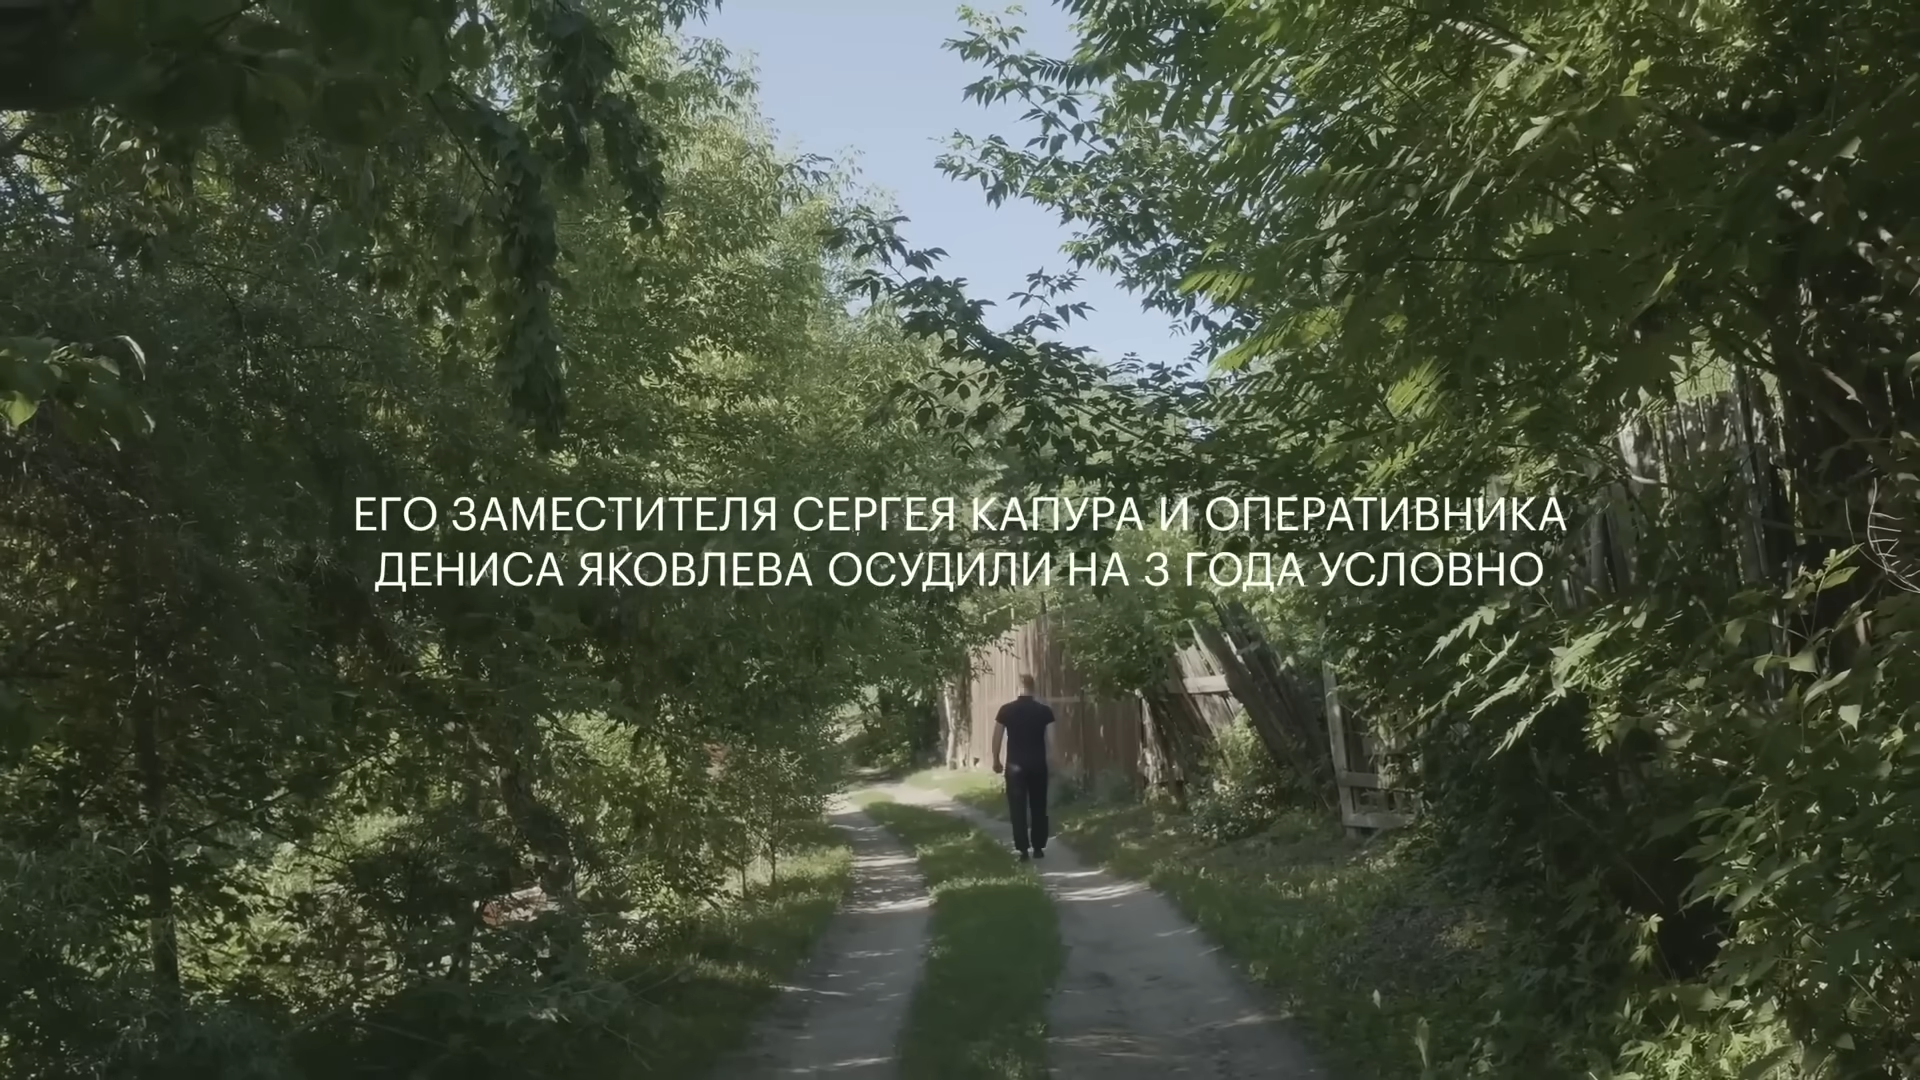 ЕГО ЗАМЕСТИТЕЛЯ СЕРГЕЯ КАПУРА И ОПЕРАТИВНИКА
ДЕНИСА ЯКОВЛЕВА ОСУДИЛИ НА 3 ГОДА УСЛОВНО